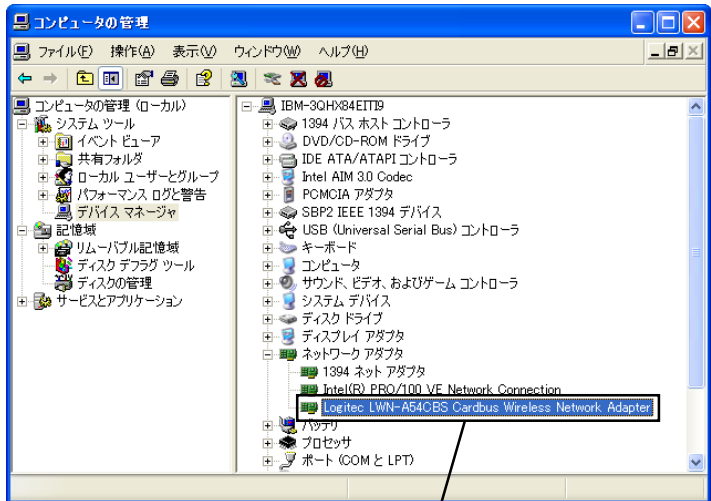 コンピュータの管理
ファイル(F) 操作(A) 表示(V) ウィンドウ(W) ヘルプ(H)
コンピュータの管理 (ローカル)
システム ツール
イベント ビューア
共有フォルダ
ローカル ユーザーとグループ
パフォーマンス ログと警告
デバイス マネージャ
記憶域
リムーバブル記憶域
ディスク デフラグ ツール
ディスクの管理
サービスとアプリケーション
IBM-3QHX84EITI9
1394 バス ホスト コントローラ
DVD/CD-ROM ドライブ
IDE ATA/ATAPI コントローラ
Intel AIM 3.0 Codec
PCMCIA アダプタ
SBP2 IEEE 1394 デバイス
USB (Universal Serial Bus) コントローラ
キーボード
コンピュータ
サウンド、ビデオ、およびゲーム コントローラ
システム デバイス
ディスク ドライブ
ディスプレイ アダプタ
ネットワーク アダプタ
1394 ネット アダプタ
Intel(R) PRO/100 VE Network Connection
Logitec LWN-A54CBS Cardbus Wireless Network Adapter
バッテリ
プロセッサ
ポート (COM と LPT)